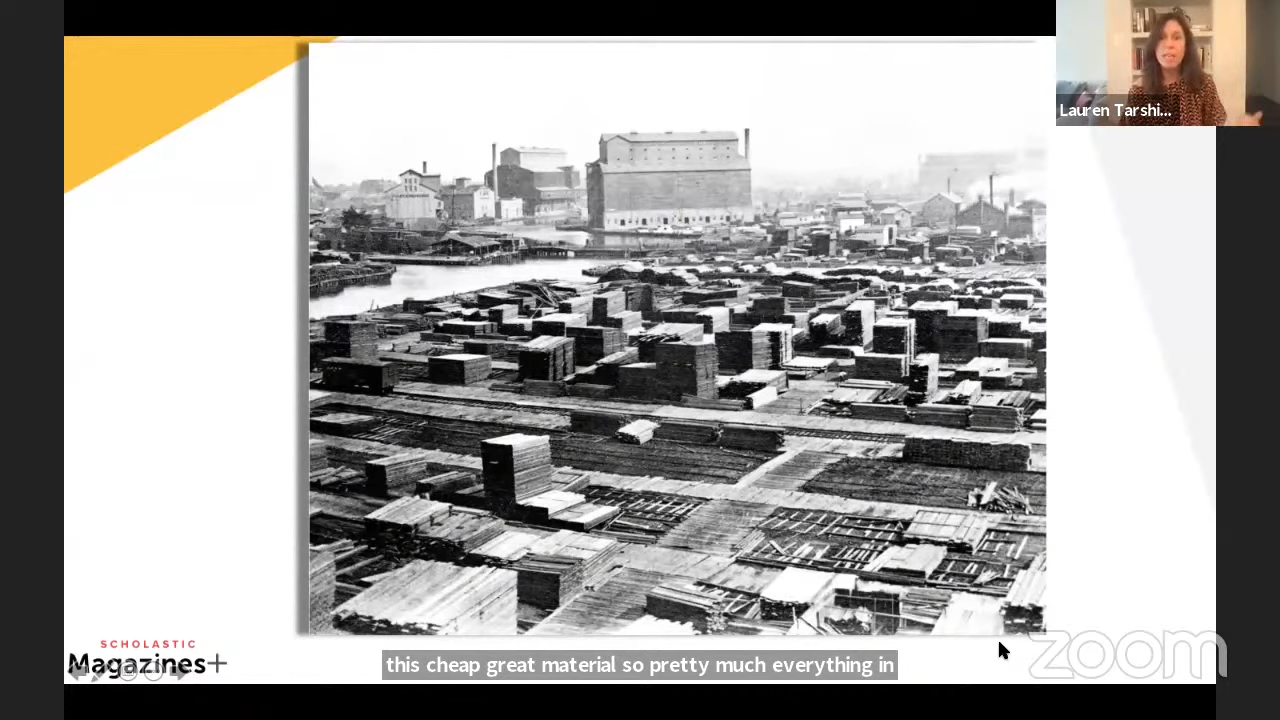 Lauren Tarshi...
SCHOLASTIC
Magazines+
this cheap great material so pretty much everything in
zoom